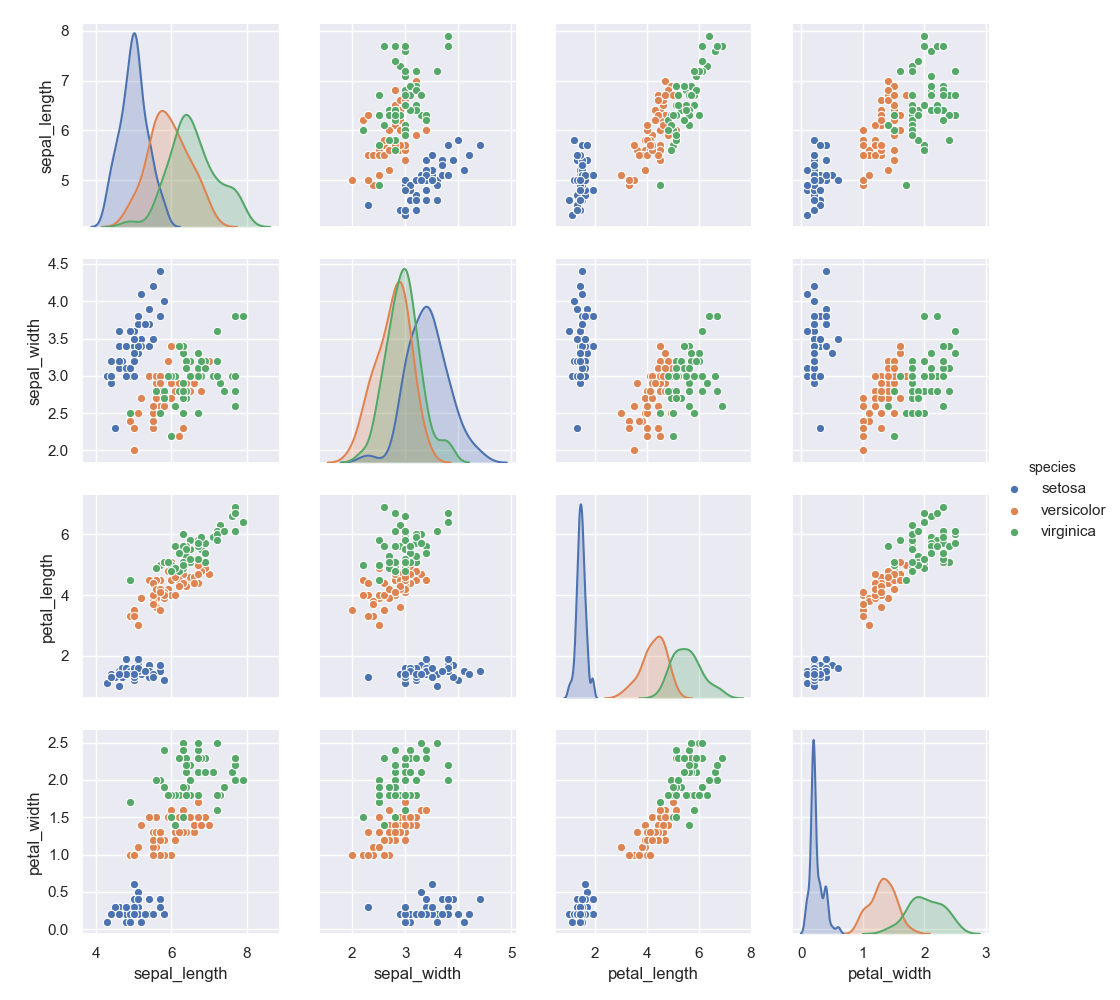 8
7
6
5
sepal_length
4.5
4.0
3.5
3.0
2.5
2.0
sepal_width
species
setosa
versicolor
virginica
6
4
2
petal_length
2.5
2.0
1.5
1.0
0.5
0.0
petal_width
4 6 8
sepal_length
2 3 4 5
sepal_width
2 4 6 8
petal_length
0 1 2 3
petal_width